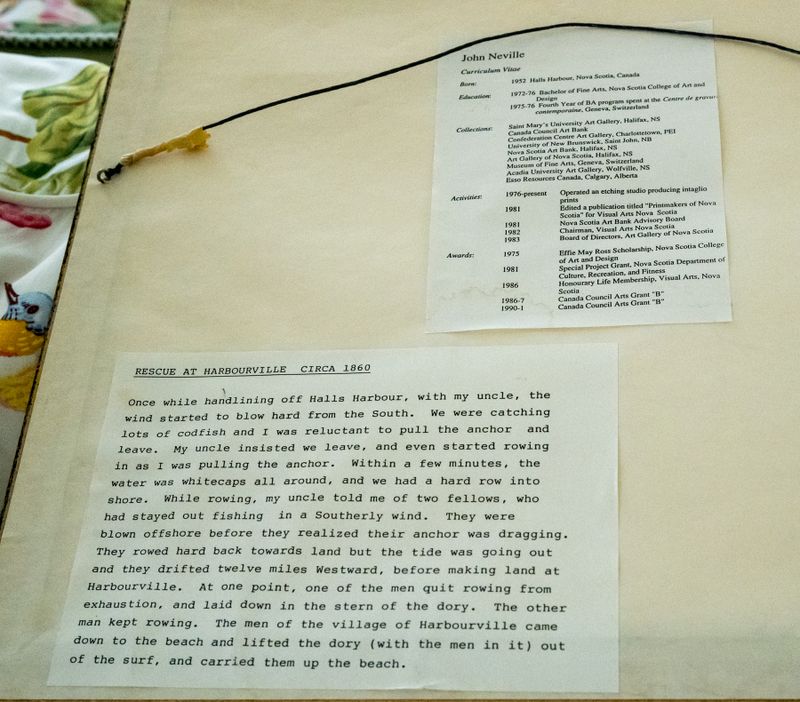 John Neville
Curriculum Vitae
Born: 1952 Halls Harbour, Nova Scotia, Canada
Education: 1972-76 Bachelor of Fine Arts, Nova Scotia College of Art and
Design
1975-76 Fourth Year of BA program spent at the Centre de gravur
contemporaine, Geneva, Switzerland
Collections: Saint Mary's University Art Gallery, Halifax, NS
Canada Council Art Bank
Confederation Centre Art Gallery, Charlottetown, PEI
University of New Brunswick, Saint John, NB
Nova Scotia Art Bank, Halifax, NS
Art Gallery of Nova Scotia, Halifax, NS
Museum of Fine Arts, Geneva, Switzerland
Acadia University Art Gallery, Wolfville, NS
Esso Resources Canada, Calgary, Alberta
Activities: 1976-present Operated an etching studio producing intaglio
prints
1981 Edited a publication titled "Printmakers of Nova
Scotia" for Visual Arts Nova Scotia
1981 Nova Scotia Art Bank Advisory Board
1982 Chairman, Visual Arts Nova Scotia
1983 Board of Directors, Art Gallery of Nova Scotia
Awards: 1975 Effie May Ross Scholarship, Nova Scotia College
of Art and Design
1981 Special Project Grant, Nova Scotia Department of
Culture, Recreation, and Fitness
1986 Honourary Life Membership, Visual Arts, Nova
Scotia
1986-7 Canada Council Arts Grant "B"
1990-1 Canada Council Arts Grant "B"
RESCUE AT HARBOURVILLE CIRCA 1860
Once while handlining off Halls Harbour, with my uncle, the
wind started to blow hard from the South. We were catching
lots of codfish and I was reluctant to pull the anchor and
leave. My uncle insisted we leave, and even started rowing
in as I was pulling the anchor. Within a few minutes, the
water was whitecaps all around, and we had a hard row into
shore. While rowing, my uncle told me of two fellows, who
had stayed out fishing in a Southerly wind. They were
blown offshore before they realized their anchor was dragging.
They rowed hard back towards land but the tide was going out
and they drifted twelve miles Westward, before making land at
Harbourville. At one point, one of the men quit rowing from
exhaustion, and laid down in the stern of the dory. The other
man kept rowing. The men of the village of Harbourville came
down to the beach and lifted the dory (with the men in it) out
of the surf, and carried them up the beach.